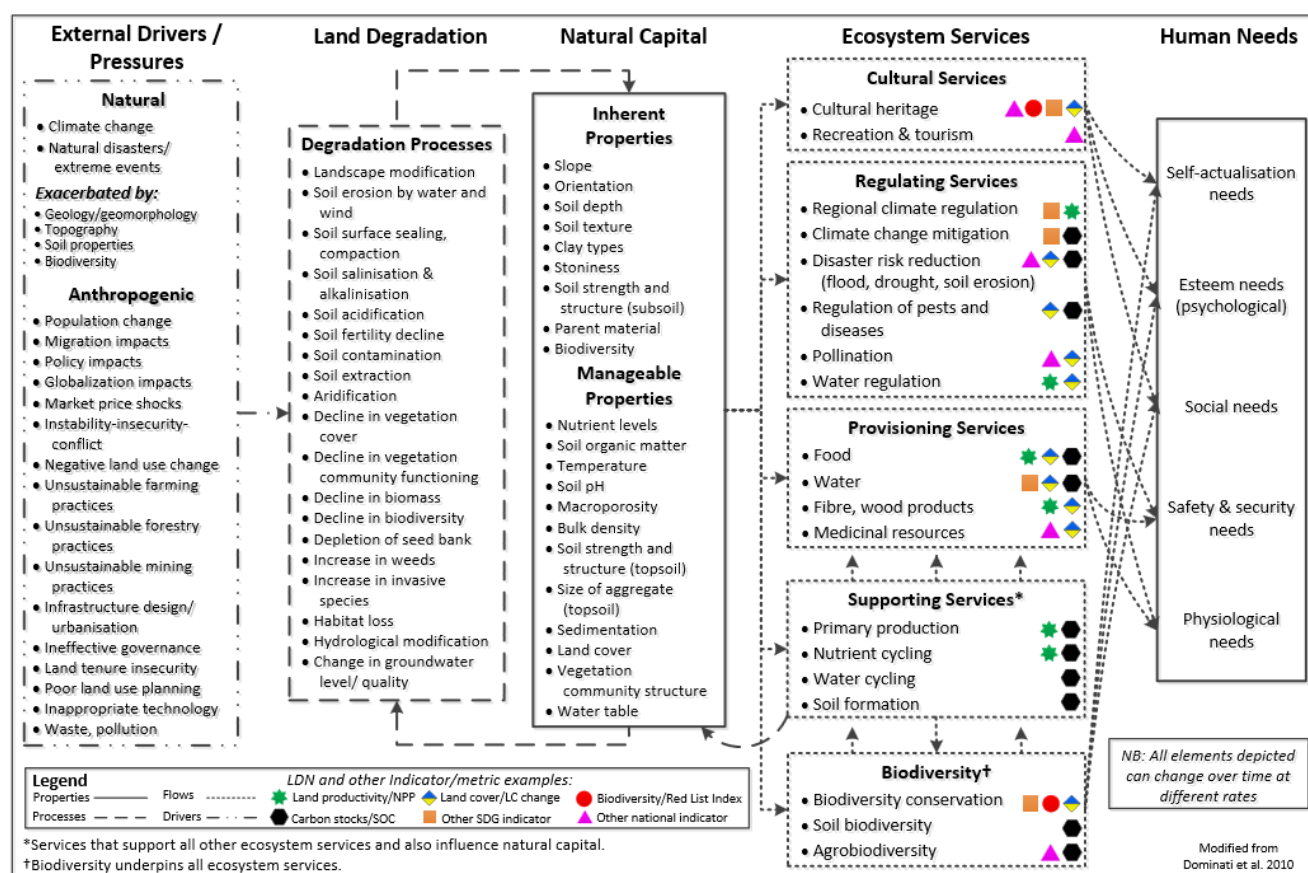 External Drivers /
Pressures
Natural
• Climate change
• Natural disasters/
extreme events
Exacerbated by:
• Geology/geomorphology
• Topography
• Soil properties
• Biodiversity
Anthropogenic
• Population change
• Migration impacts
• Policy impacts
• Globalization impacts
• Market price shocks
• Instability-insecurity-
conflict
• Negative land use change
• Unsustainable farming
practices
• Unsustainable forestry
practices
• Unsustainable mining
practices
• Infrastructure design/
urbanisation
• Ineffective governance
• Land tenure insecurity
• Poor land use planning
• Inappropriate technology
• Waste, pollution
Land Degradation
Degradation Processes
• Landscape modification
• Soil erosion by water and
wind
• Soil surface sealing,
compaction
• Soil salinisation &
alkalinisation
• Soil acidification
• Soil fertility decline
• Soil contamination
• Soil extraction
• Aridification
• Decline in vegetation
cover
• Decline in vegetation
community functioning
• Decline in biomass
• Decline in biodiversity
• Depletion of seed bank
• Increase in weeds
• Increase in invasive
species
• Habitat loss
• Hydrological modification
• Change in groundwater
level/ quality
Natural Capital
Inherent
Properties
• Slope
• Orientation
• Soil depth
• Soil texture
• Clay types
• Stoniness
• Soil strength and
structure (subsoil)
• Parent material
• Biodiversity
Manageable
Properties
• Nutrient levels
• Soil organic matter
• Temperature
• Soil pH
• Macroporosity
• Bulk density
• Soil strength and
structure (topsoil)
• Size of aggregate
(topsoil)
• Sedimentation
• Land cover
• Vegetation
community structure
• Water table
Ecosystem Services
Cultural Services
• Cultural heritage
• Recreation & tourism
Regulating Services
• Regional climate regulation
• Climate change mitigation
• Disaster risk reduction
(flood, drought, soil erosion)
• Regulation of pests and
diseases
• Pollination
• Water regulation
Provisioning Services
• Food
• Water
• Fibre, wood products
• Medicinal resources
Supporting Services*
• Primary production
• Nutrient cycling
• Water cycling
• Soil formation
Biodiversity†
• Biodiversity conservation
• Soil biodiversity
• Agrobiodiversity
Human Needs
Self-actualisation
needs
Esteem needs
(psychological)
Social needs
Safety & security
needs
Physiological
needs
NB: All elements depicted
can change over time at
different rates
Legend
LDN and other Indicator/metric examples:
Properties Flows Land productivity/NPP Land cover/LC change Biodiversity/Red List Index
Processes Drivers Carbon stocks/SOC Other SDG indicator Other national indicator
*Services that support all other ecosystem services and also influence natural capital.
†Biodiversity underpins all ecosystem services.
Modified from
Dominati et al. 2010